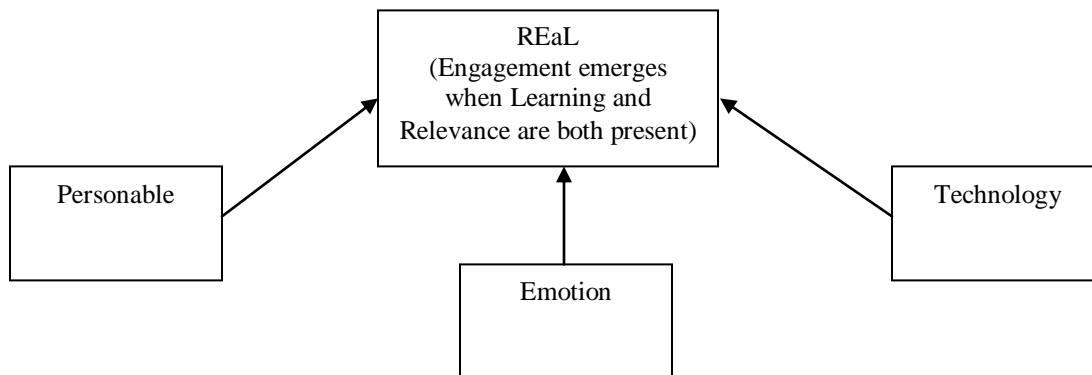 REaL
(Engagement emerges
when Learning and
Relevance are both present)
Personable
Technology
Emotion